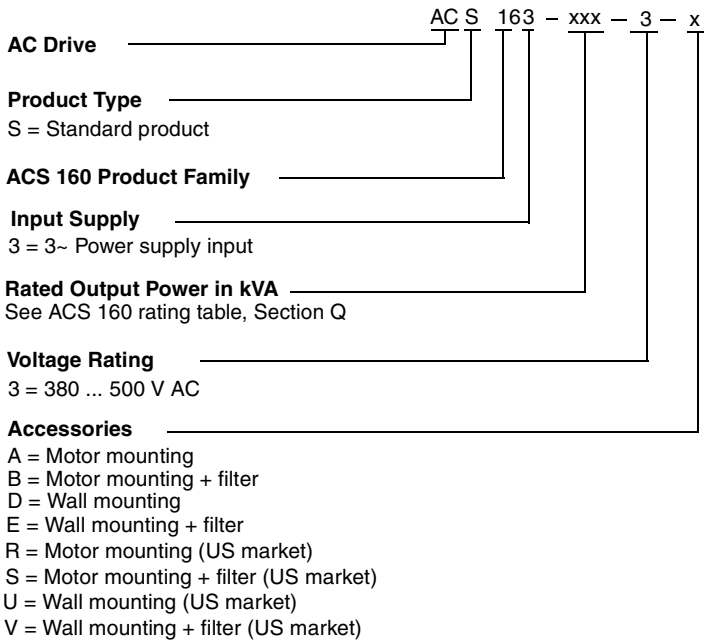 AC S 163 – xxx – 3 – x
AC Drive
Product Type
S = Standard product
ACS 160 Product Family
Input Supply
3 = 3~ Power supply input
Rated Output Power in kVA
See ACS 160 rating table, Section Q
Voltage Rating
3 = 380 ... 500 V AC
Accessories
A = Motor mounting
B = Motor mounting + filter
D = Wall mounting
E = Wall mounting + filter
R = Motor mounting (US market)
S = Motor mounting + filter (US market)
U = Wall mounting (US market)
V = Wall mounting + filter (US market)